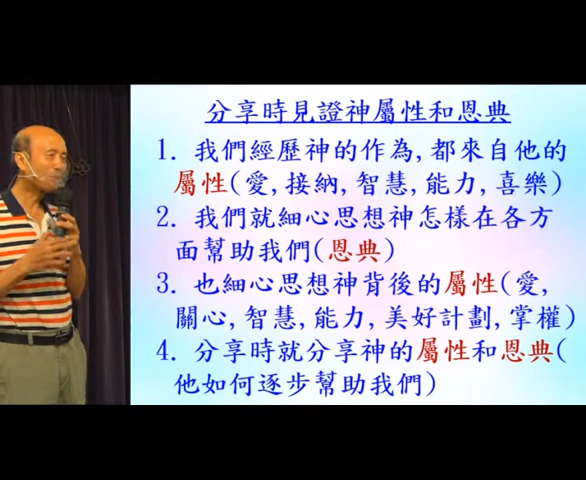 分享時見證神屬性和恩典
1. 我們經歷神的作為, 都來自他的
屬性(愛, 接納, 智慧, 能力, 喜樂)
2. 我們就細心思想神怎樣在各方
面幫助我們(恩典)
3. 也細心思想神背後的屬性(愛,
關心, 智慧, 能力, 美好計劃, 掌權)
4. 分享時就分享神的屬性和恩典(
他如何逐步幫助我們)